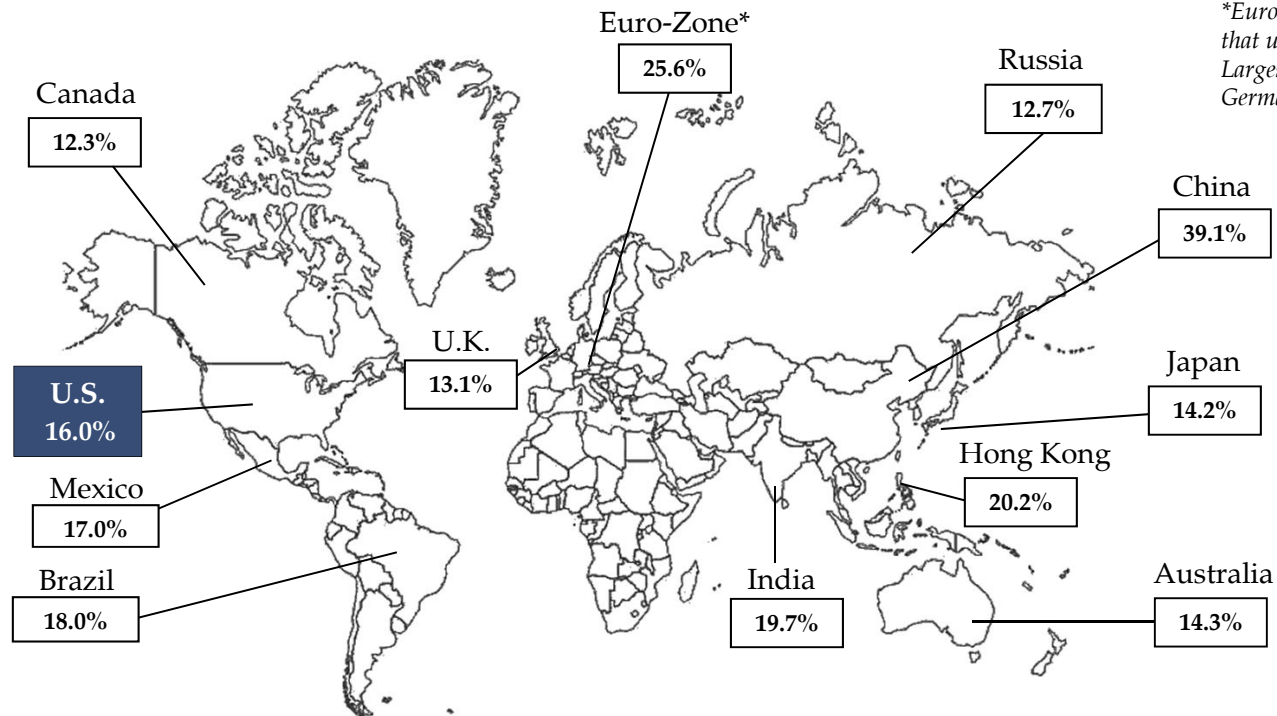 Euro-Zone*
25.6%
*Euro
that u
Large
Germ
Russia
12.7%
Canada
12.3%
China
39.1%
U.K.
13.1%
U.S.
16.0%
Japan
14.2%
Hong Kong
20.2%
Mexico
17.0%
Brazil
18.0%
India
19.7%
Australia
14.3%